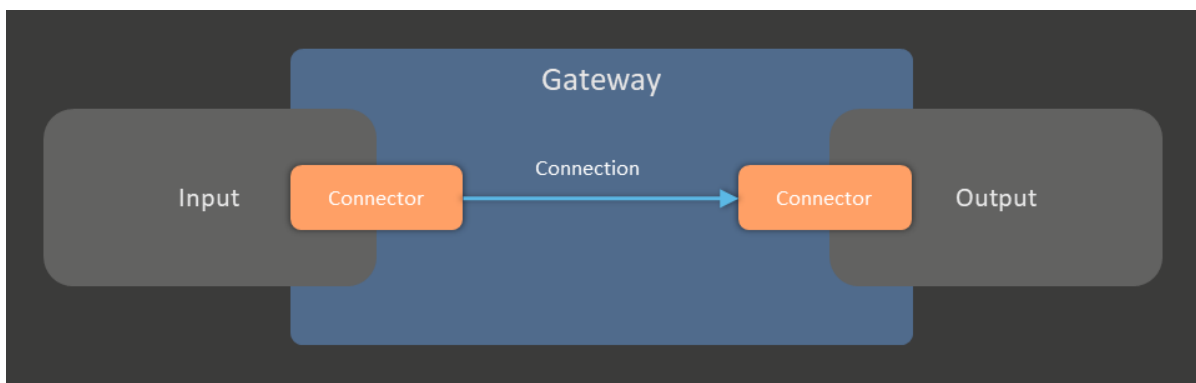 Gateway
Connection
Input
Connector
Connector
Output